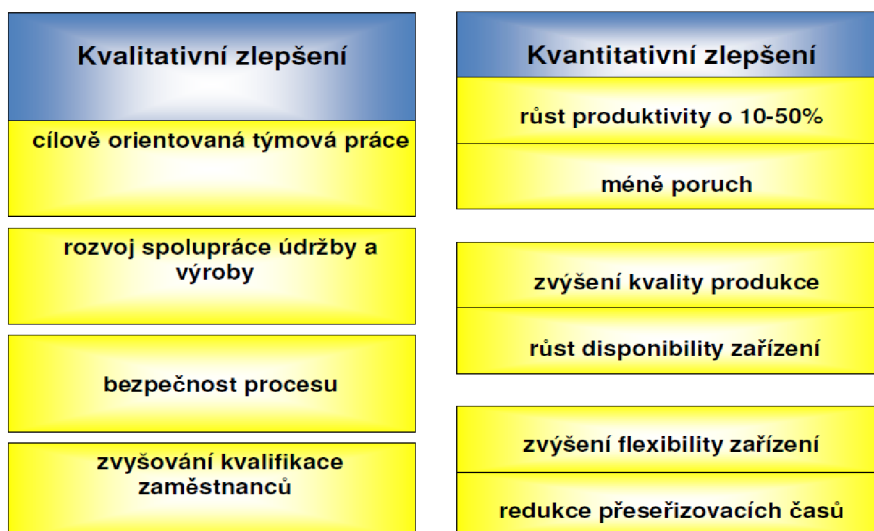 Kvalitativní zlepšení
cílově orientovaná týmová práce
rozvoj spolupráce údržby a
výroby
bezpečnost procesu
zvyšování kvalifikace
zaměstnanců
Kvantitativní zlepšení
růst produktivity o 10-50%
méně poruch
zvýšení kvality produkce
růst disponibility zařízení
zvýšení flexibility zařízení
redukce přeseřizovacích časů